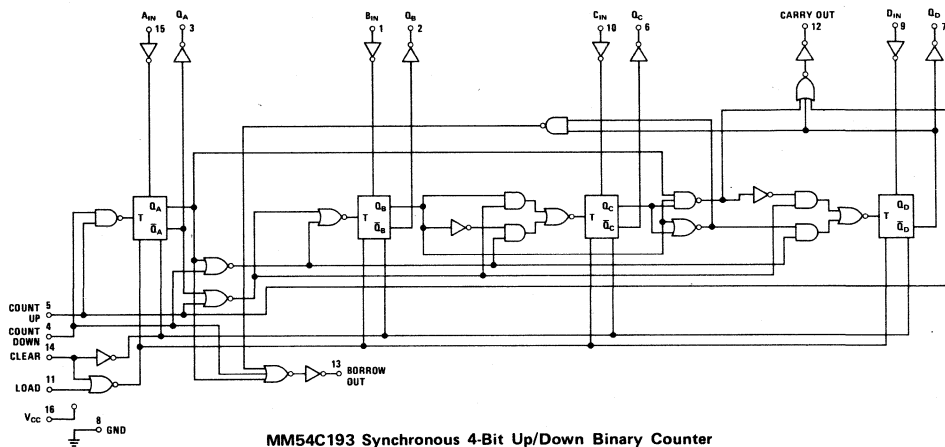 A_IN Q_A B_IN Q_B C_IN Q_C CARRY OUT D_IN Q_D
15 3 1 2 10 6 12 9 7
Q_A Q_B Q_C Q_D
T T T T
Q̅_A Q̅_B Q̅_C Q̅_D
COUNT UP 5
COUNT DOWN 4
CLEAR 14
LOAD 11
13 BORROW OUT
V_CC 16
8 GND
MM54C193 Synchronous 4-Bit Up/Down Binary Counter